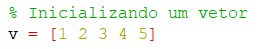 % Inicializando um vetor
v = [1 2 3 4 5]